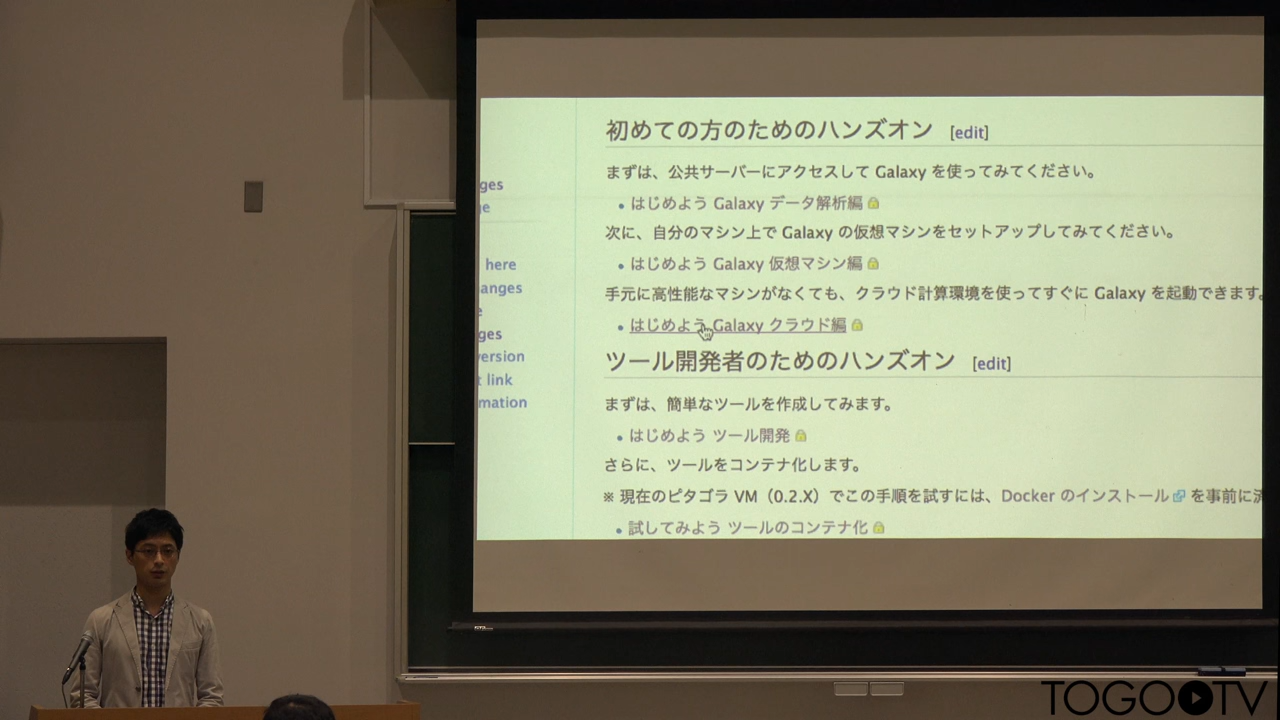 初めての方のためのハンズオン [edit]
まずは、公共サーバーにアクセスして Galaxy を使ってみてください。
はじめよう Galaxy データ解析編
次に、自分のマシン上で Galaxy の仮想マシンをセットアップしてみてください。
はじめよう Galaxy 仮想マシン編
手元に高性能なマシンがなくても、クラウド計算環境を使ってすぐに Galaxy を起動できます。
はじめよう Galaxy クラウド編
ツール開発者のためのハンズオン [edit]
まずは、簡単なツールを作成してみます。
はじめよう ツール開発
さらに、ツールをコンテナ化します。
※ 現在のピタゴラ VM（0.2.X）でこの手順を試すには、Docker のインストール を事前に
試してみよう ツールのコンテナ化
ges
e
here
anges
e
ges
version
t link
mation
TOGO TV